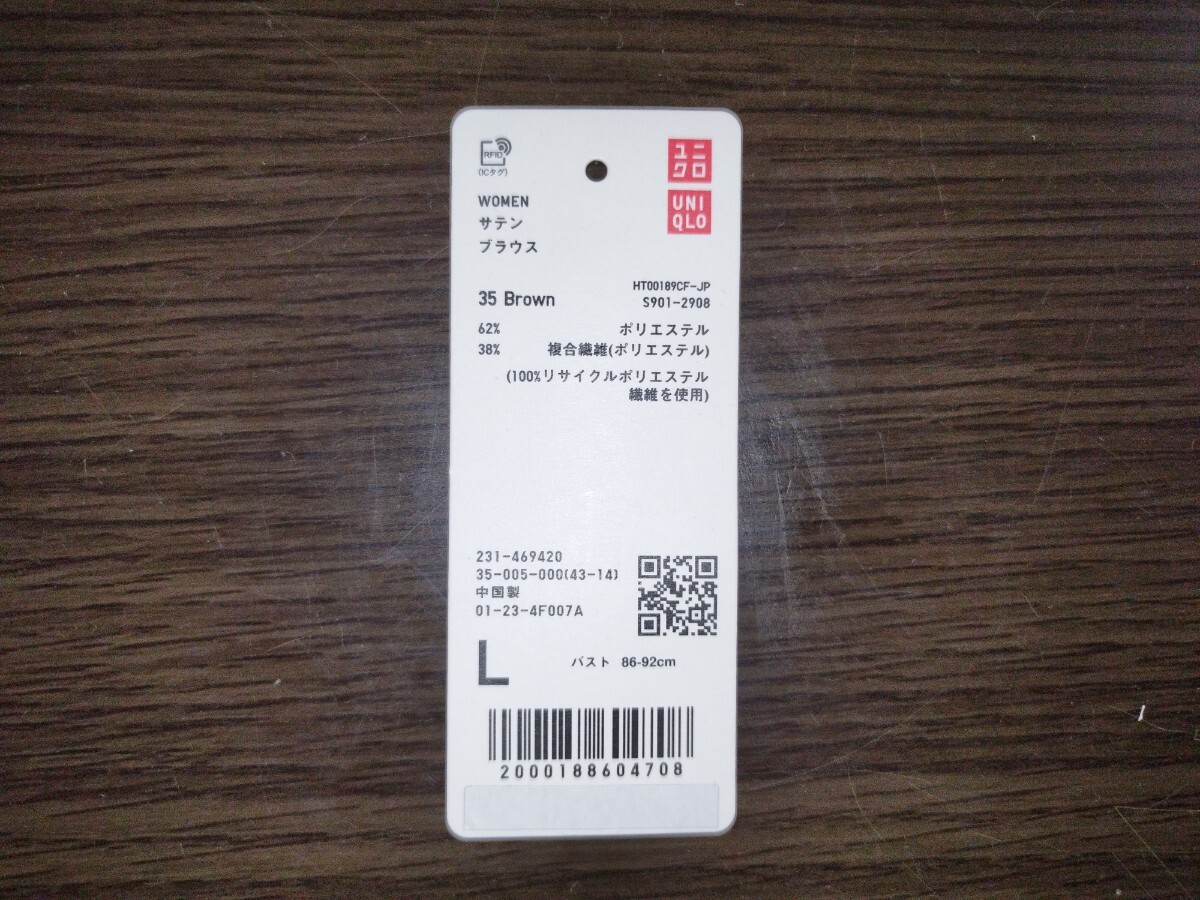 RFID
(ICタグ)
ユニ
クロ
UNI
QLO
WOMEN
サテン
ブラウス
HT00189CF-JP
35 Brown
S901-2908
62% ポリエステル
38% 複合繊維(ポリエステル)
(100%リサイクルポリエステル
繊維を使用)
231-469420
35-005-000(43-14)
中国製
01-23-4F007A
L
バスト 86-92cm
2000188604708